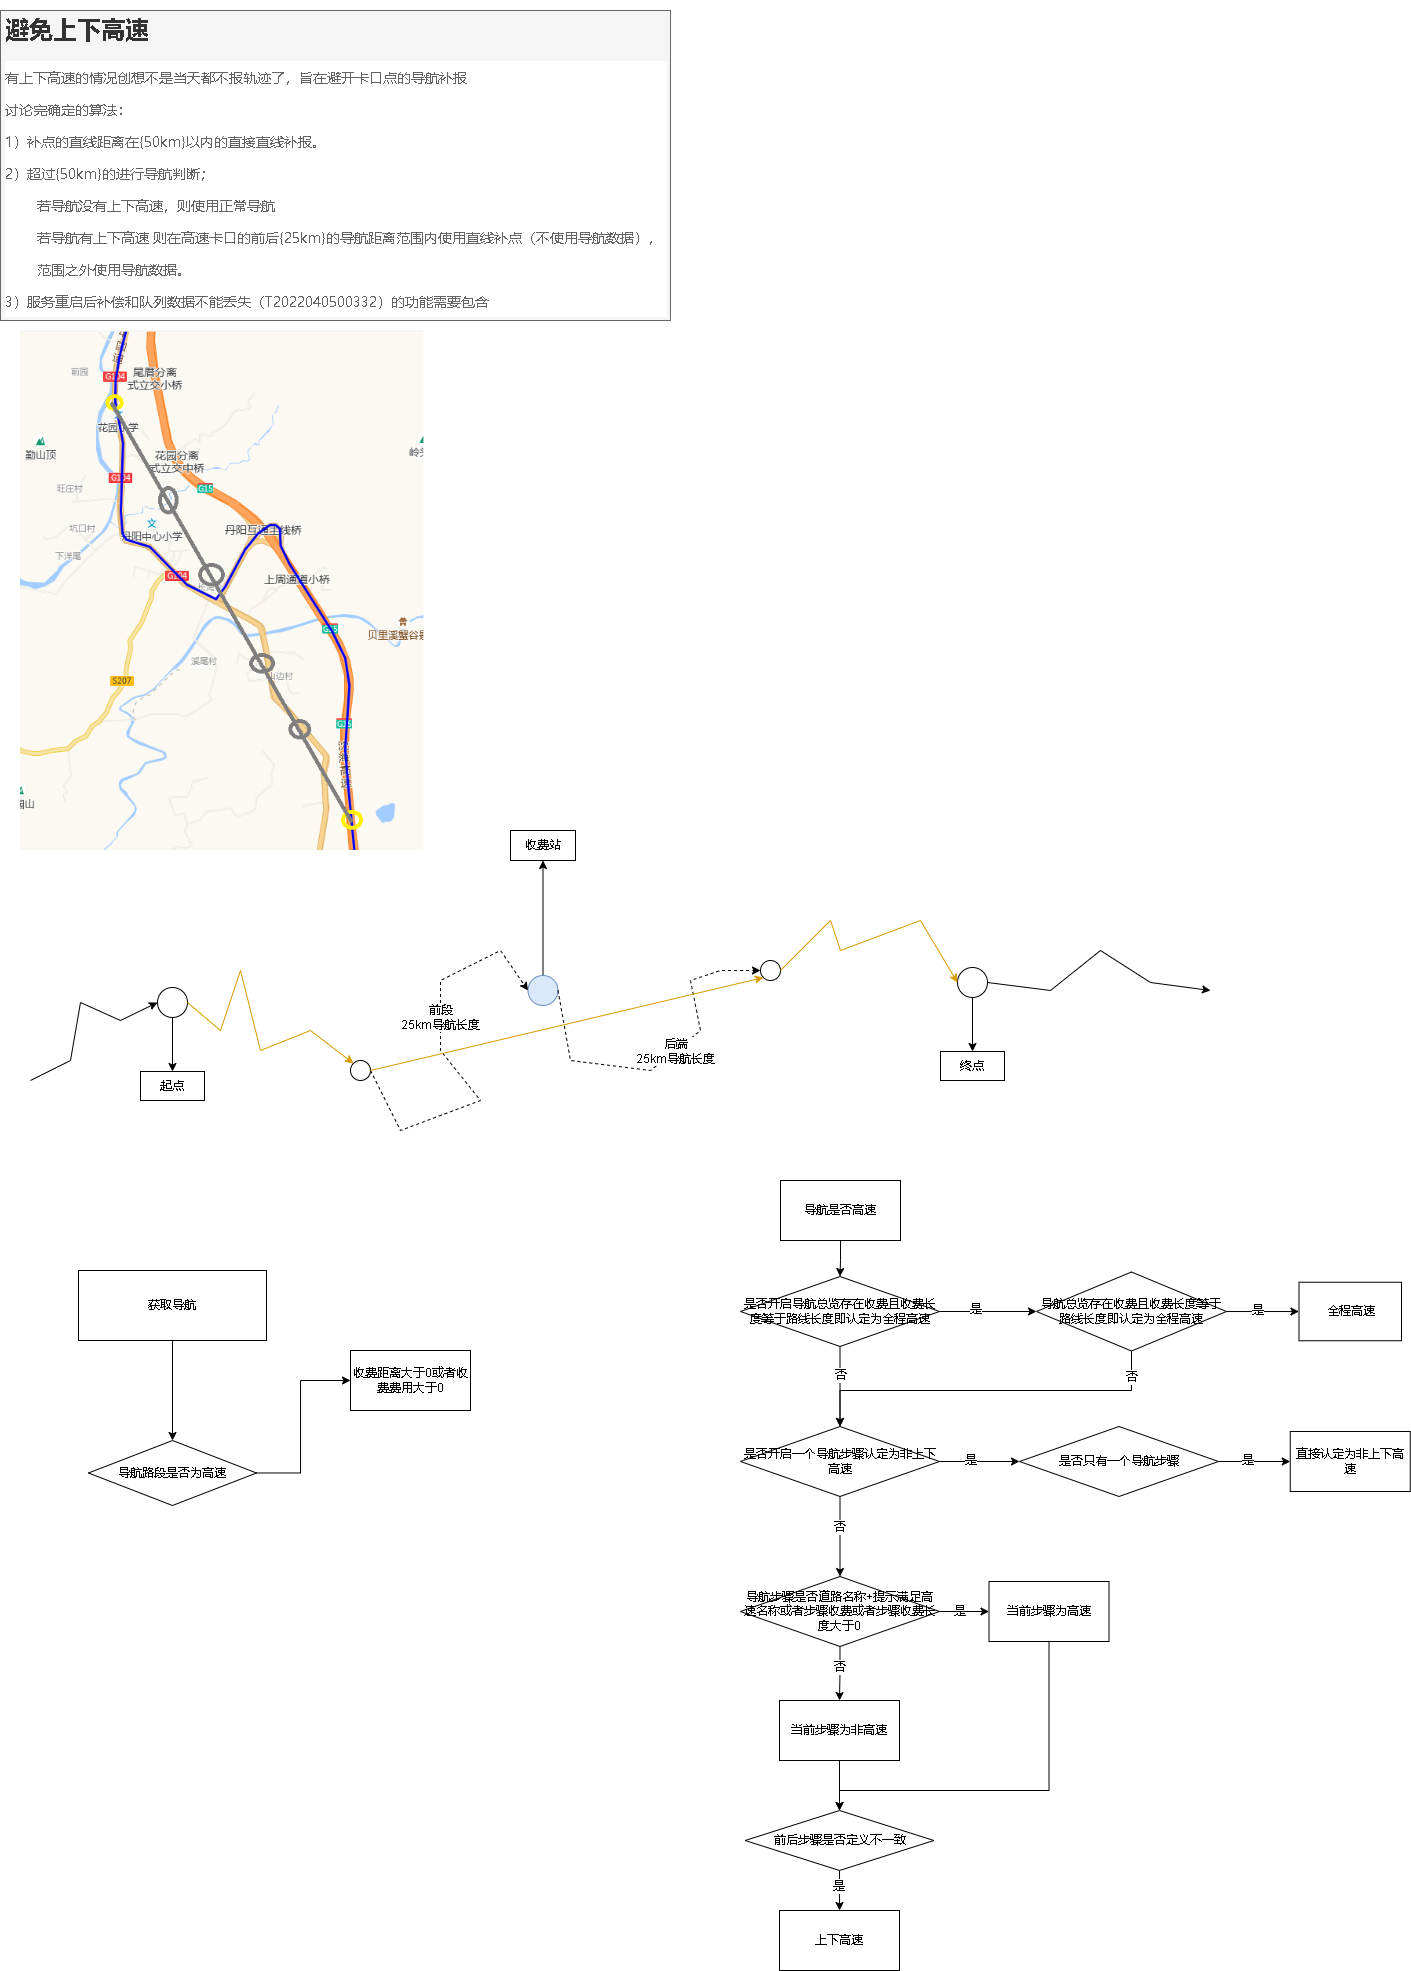 避免上下高速
有上下高速的情况创想不是当天都不报轨迹了，旨在避开卡口点的导航补报
讨论完确定的算法：
1）补点的直线距离在{50km}以内的直接直线补报。
2）超过{50km}的进行导航判断；
若导航没有上下高速，则使用正常导航
若导航有上下高速 则在高速卡口的前后{25km}的导航距离范围内使用直线补点（不使用导航数据），
范围之外使用导航数据。
3）服务重启后补偿和队列数据不能丢失（T2022040500332）的功能需要包含
前园
尾厝分离
式立交小桥
花园小学
勤山顶
花园分离
式立交中桥
G15
旺庄村
坑口村
丹阳中心小学
丹阳互通主线桥
下洋尾
上周通道小桥
贝里溪蟹谷景
溪尾村
山边村
S207
收费站
前段
25km导航长度
后端
25km导航长度
起点
终点
导航是否高速
是否开启导航总览存在收费且收费长
度等于路线长度即认定为全程高速
是
导航总览存在收费且收费长度等于
路线长度即认定为全程高速
是
全程高速
否
否
获取导航
收费距离大于0或者收
费费用大于0
导航路段是否为高速
是否开启一个导航步骤认定为非上下
高速
是
是否只有一个导航步骤
是
直接认定为非上下高
速
否
导航步骤是否道路名称+提示满足高
速名称或者步骤收费或者步骤收费长
度大于0
是
当前步骤为高速
否
当前步骤为非高速
前后步骤是否定义不一致
是
上下高速